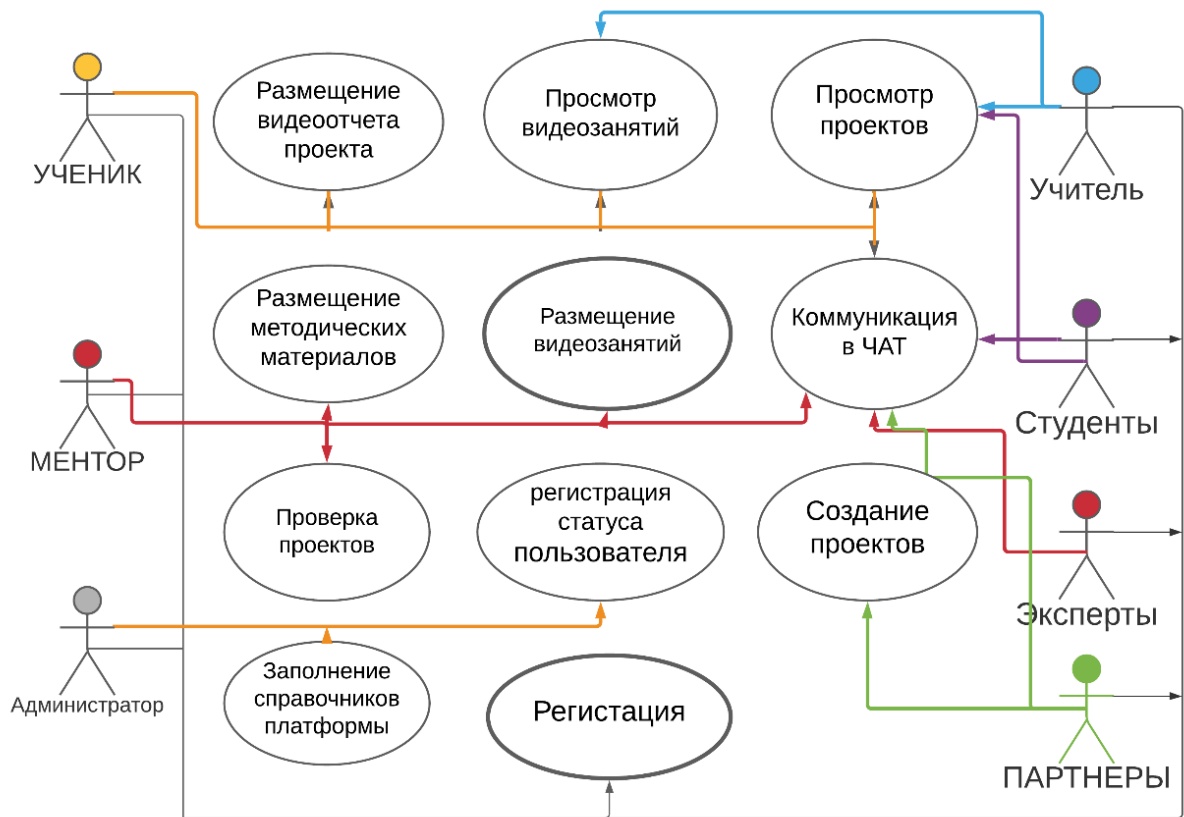 Размещение
видеоотчета
проекта
Просмотр
видеозанятий
Просмотр
проектов
УЧЕНИК
Учитель
Размещение
методических
материалов
Размещение
видеозанятий
Коммуникация
в ЧАТ
МЕНТОР
Студенты
Проверка
проектов
регистрация
статуса
пользователя
Создание
проектов
Эксперты
Администратор
Заполнение
справочников
платформы
Регистация
ПАРТНЕРЫ